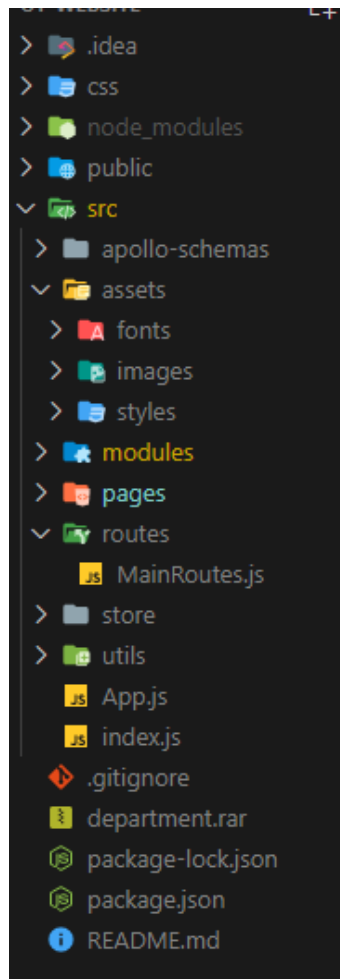 .idea
css
node_modules
public
src
apollo-schemas
assets
fonts
images
styles
modules
pages
routes
MainRoutes.js
store
utils
App.js
index.js
.gitignore
department.rar
package-lock.json
package.json
README.md